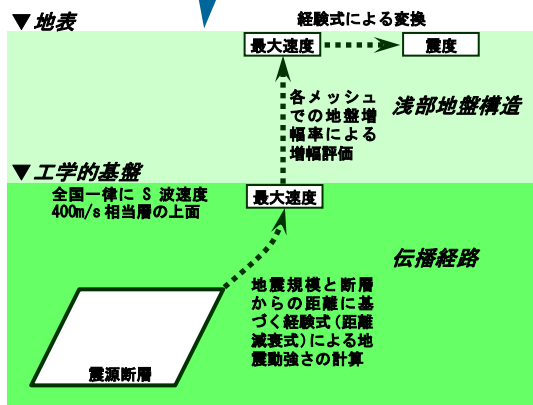 ▼地表
経験式による変換
最大速度
震度
各メッシュ
での地盤増
幅率による
増幅評価
浅部地盤構造
▼工学的基盤
全国一律に S 波速度
400m/s 相当層の上面
最大速度
伝播経路
地震規模と断層
からの距離に基
づく経験式(距離
減衰式)による地
震動強さの計算
震源断層